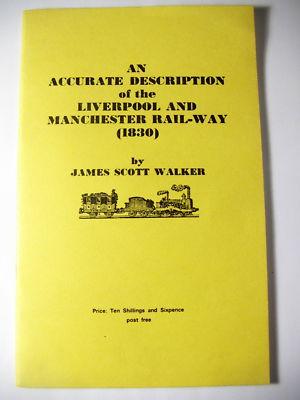 AN
ACCURATE DESCRIPTION
of the
LIVERPOOL AND
MANCHESTER RAIL-WAY
(1830)
by
JAMES SCOTT WALKER
Price: Ten Shillings and Sixpence
post free